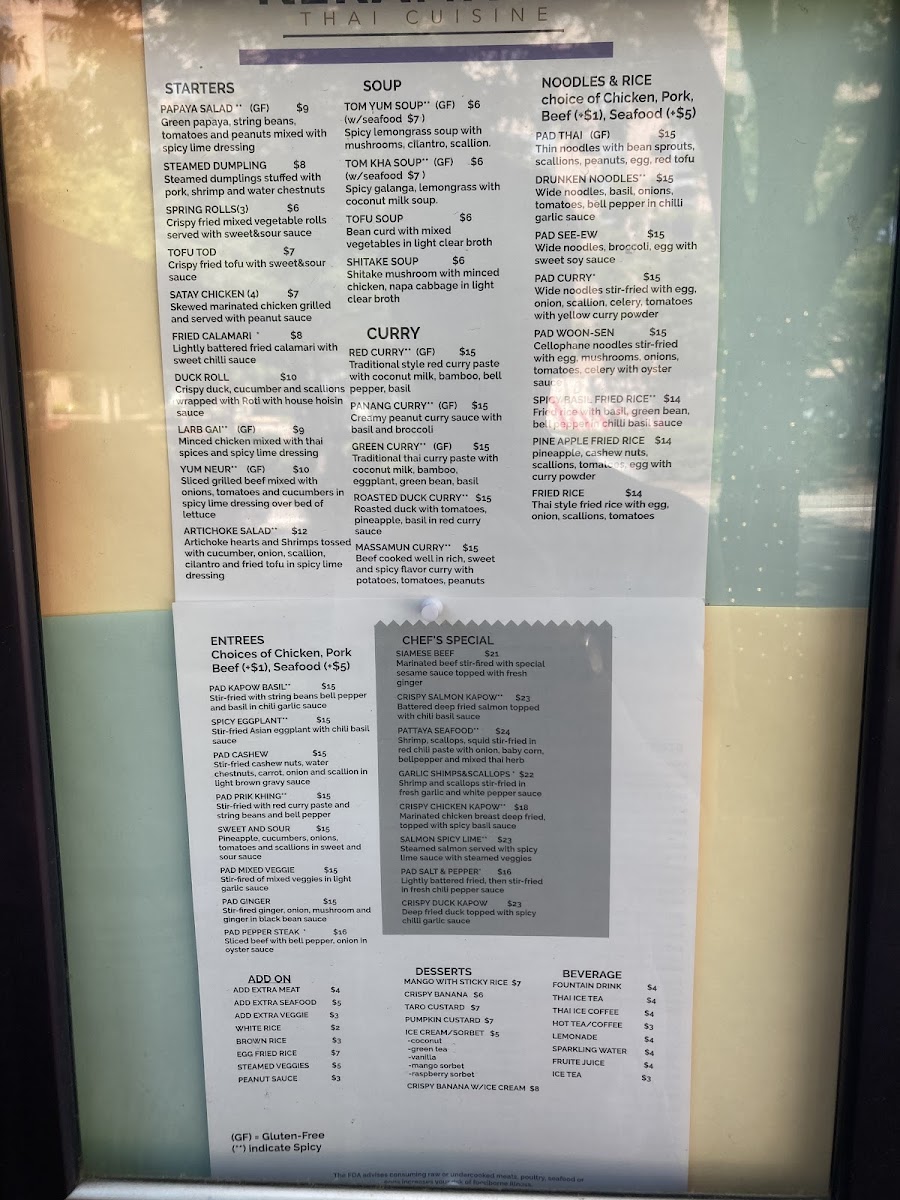 THAI CUISINE
STARTERS
PAPAYA SALAD ** (GF) $9
Green papaya, string beans,
tomatoes and peanuts mixed with
spicy lime dressing
STEAMED DUMPLING $8
Steamed dumplings stuffed with
pork, shrimp and water chestnuts
SPRING ROLLS(3) $6
Crispy fried mixed vegetable rolls
served with sweet&sour sauce
TOFU TOD $7
Crispy fried tofu with sweet&sour
sauce
SATAY CHICKEN (4) $7
Skewed marinated chicken grilled
and served with peanut sauce
FRIED CALAMARI * $8
Lightly battered fried calamari with
sweet chilli sauce
DUCK ROLL $10
Crispy duck, cucumber and scallions
wrapped with Roti with house hoisin
sauce
LARB GAI** (GF) $9
Minced chicken mixed with thai
spices and spicy lime dressing
YUM NEUR** (GF) $10
Sliced grilled beef mixed with
onions, tomatoes and cucumbers in
spicy lime dressing over bed of
lettuce
ARTICHOKE SALAD** $12
Artichoke hearts and Shrimps tossed
with cucumber, onion, scallion,
cilantro and fried tofu in spicy lime
dressing
SOUP
TOM YUM SOUP** (GF) $6
(w/seafood $7 )
Spicy lemongrass soup with
mushrooms, cilantro, scallion.
TOM KHA SOUP** (GF) $6
(w/seafood $7 )
Spicy galanga, lemongrass with
coconut milk soup.
TOFU SOUP $6
Bean curd with mixed
vegetables in light clear broth
SHITAKE SOUP $6
Shitake mushroom with minced
chicken, napa cabbage in light
clear broth
CURRY
RED CURRY** (GF) $15
Traditional style red curry paste
with coconut milk, bamboo, bell
pepper, basil
PANANG CURRY** (GF) $15
Creamy peanut curry sauce with
basil and broccoli
GREEN CURRY** (GF) $15
Traditional thai curry paste with
coconut milk, bamboo,
eggplant, green bean, basil
ROASTED DUCK CURRY** $15
Roasted duck with tomatoes,
pineapple, basil in red curry
sauce
MASSAMUN CURRY** $15
Beef cooked well in rich, sweet
and spicy flavor curry with
potatoes, tomatoes, peanuts
NOODLES & RICE
choice of Chicken, Pork,
Beef (+$1), Seafood (+$5)
PAD THAI (GF) $15
Thin noodles with bean sprouts,
scallions, peanuts, egg, red tofu
DRUNKEN NOODLES** $15
Wide noodles, basil, onions,
tomatoes, bell pepper in chilli
garlic sauce
PAD SEE-EW $15
Wide noodles, broccoli, egg with
sweet soy sauce
PAD CURRY* $15
Wide noodles stir-fried with egg,
onion, scallion, celery, tomatoes
with yellow curry powder
PAD WOON-SEN $15
Cellophane noodles stir-fried
with egg, mushrooms, onions,
tomatoes, celery with oyster
sauce
SPICY BASIL FRIED RICE** $14
Fried rice with basil, green bean,
bell pepper in chilli basil sauce
PINE APPLE FRIED RICE $14
pineapple, cashew nuts,
scallions, tomatoes, egg with
curry powder
FRIED RICE $14
Thai style fried rice with egg,
onion, scallions, tomatoes
ENTREES
Choices of Chicken, Pork
Beef (+$1), Seafood (+$5)
PAD KAPOW BASIL** $15
Stir-fried with string beans bell pepper
and basil in chili garlic sauce
SPICY EGGPLANT** $15
Stir-fried Asian eggplant with chili basil
sauce
PAD CASHEW $15
Stir-fried cashew nuts, water
chestnuts, carrot, onion and scallion in
light brown gravy sauce
PAD PRIK KHING** $15
Stir-fried with red curry paste and
string beans and bell pepper
SWEET AND SOUR $15
Pineapple, cucumbers, onions,
tomatoes and scallions in sweet and
sour sauce
PAD MIXED VEGGIE $15
Stir-fired of mixed veggies in light
garlic sauce
PAD GINGER $15
Stir-fired ginger, onion, mushroom and
ginger in black bean sauce
PAD PEPPER STEAK * $16
Sliced beef with bell pepper, onion in
oyster sauce
CHEF'S SPECIAL
SIAMESE BEEF $21
Marinated beef stir-fired with special
sesame sauce topped with fresh
ginger
CRISPY SALMON KAPOW** $23
Battered deep fried salmon topped
with chili basil sauce
PATTAYA SEAFOOD** $24
Shrimp, scallops, squid stir-fried in
red chili paste with onion, baby corn,
bellpepper and mixed thai herb
GARLIC SHIMPS&SCALLOPS * $22
Shrimp and scallops stir-fried in
fresh garlic and white pepper sauce
CRISPY CHICKEN KAPOW** $18
Marinated chicken breast deep fried,
topped with spicy basil sauce
SALMON SPICY LIME** $23
Steamed salmon served with spicy
lime sauce with steamed veggies
PAD SALT & PEPPER* $16
Lightly battered fried, then stir-fried
in fresh chili pepper sauce
CRISPY DUCK KAPOW $23
Deep fried duck topped with spicy
chilli garlic sauce
ADD ON
ADD EXTRA MEAT $4
ADD EXTRA SEAFOOD $5
ADD EXTRA VEGGIE $3
WHITE RICE $2
BROWN RICE $3
EGG FRIED RICE $7
STEAMED VEGGIES $5
PEANUT SAUCE $3
DESSERTS
MANGO WITH STICKY RICE $7
CRISPY BANANA $6
TARO CUSTARD $7
PUMPKIN CUSTARD $7
ICE CREAM/SORBET $5
-coconut
-green tea
-vanilla
-mango sorbet
-raspberry sorbet
CRISPY BANANA W/ICE CREAM $8
BEVERAGE
FOUNTAIN DRINK $4
THAI ICE TEA $4
THAI ICE COFFEE $4
HOT TEA/COFFEE $3
LEMONADE $4
SPARKLING WATER $4
FRUITE JUICE $4
ICE TEA $3
(GF) = Gluten-Free
(**) indicate Spicy
The FDA advises consuming raw or undercooked meats, poultry, seafood or
eggs increases your risk of foodborne illness.